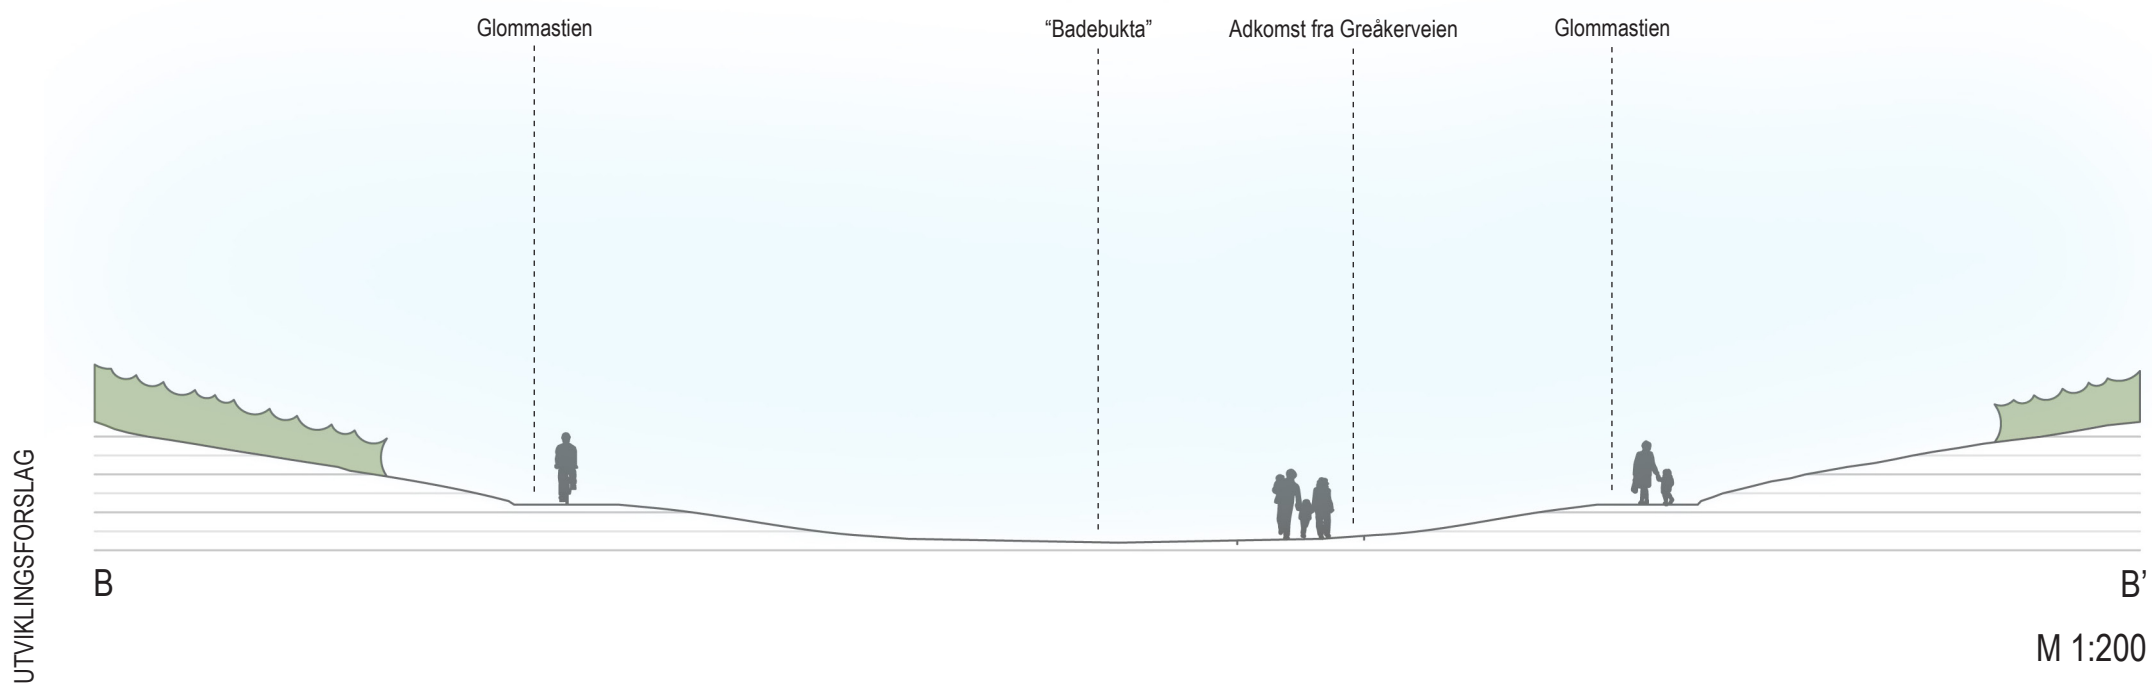 Glommastien
“Badebukta”
Adkomst fra Greåkerveien
Glommastien
UTVIKLINGSFORSLAG
B
B’
M 1:200